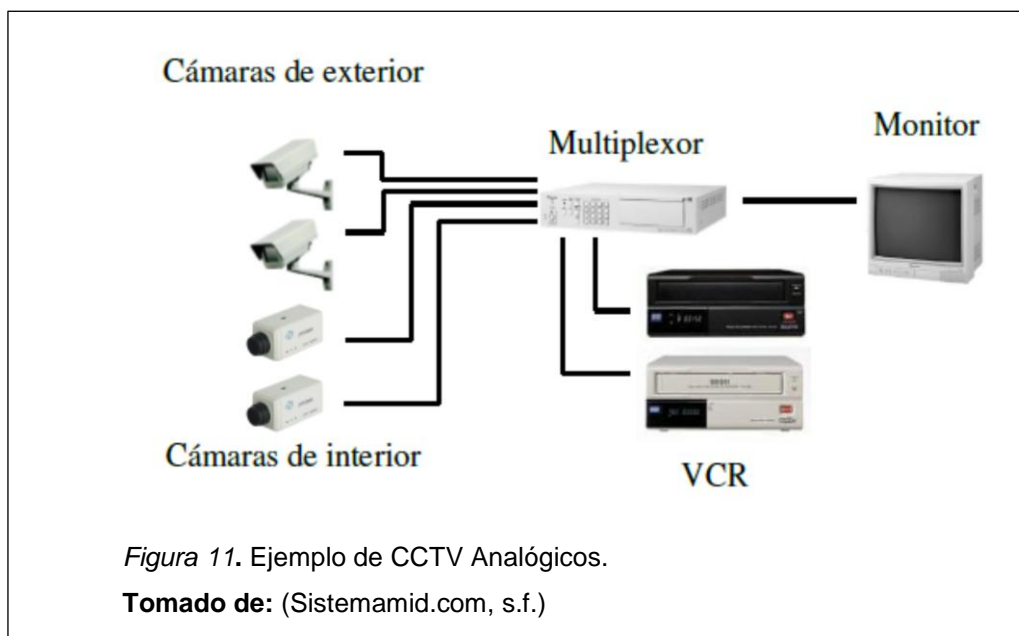 Cámaras de exterior
Multiplexor
Monitor
Cámaras de interior
VCR
Figura 11. Ejemplo de CCTV Analógicos.
Tomado de: (Sistemamid.com, s.f.)